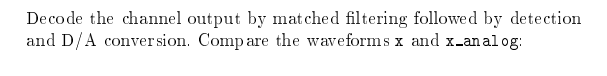 Decode the channel output by matched filtering followed by detection
and D/A conversion. Compare the waveforms x and x_analog: